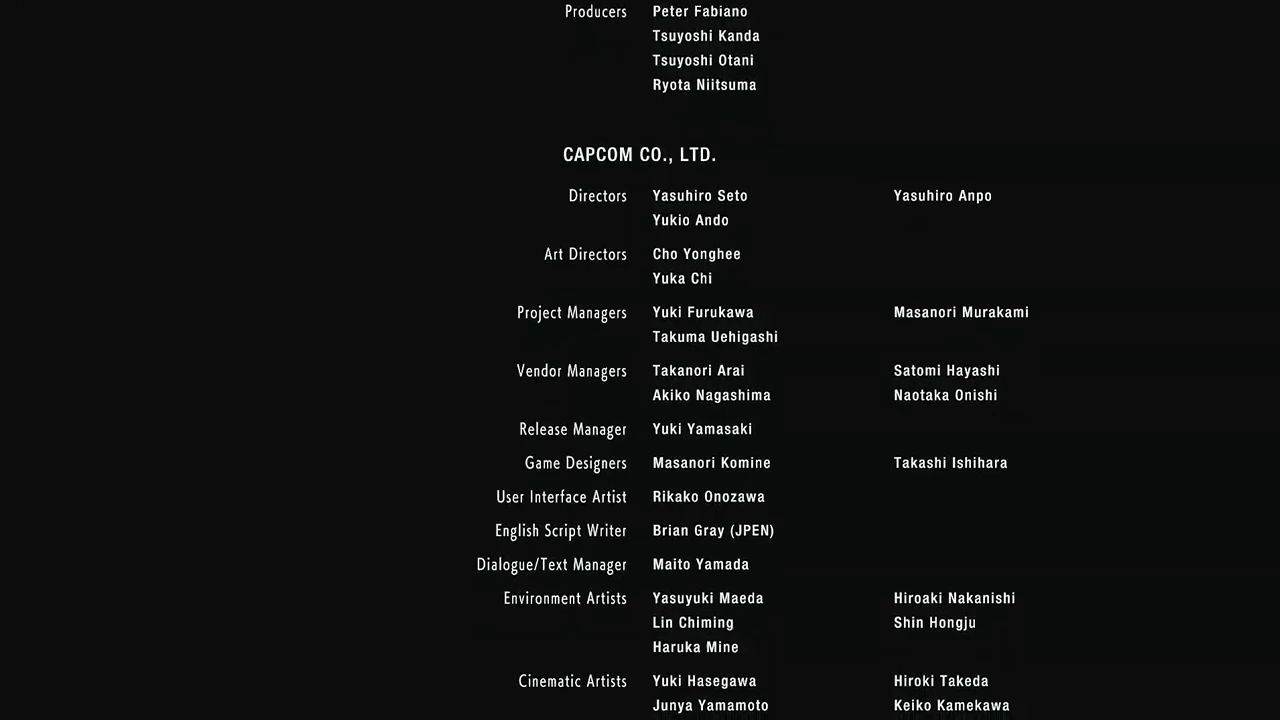 Producers Peter Fabiano
Tsuyoshi Kanda
Tsuyoshi Otani
Ryota Niitsuma
CAPCOM CO., LTD.
Directors Yasuhiro Seto Yasuhiro Anpo
Yukio Ando
Art Directors Cho Yonghee
Yuka Chi
Project Managers Yuki Furukawa Masanori Murakami
Takuma Uehigashi
Vendor Managers Takanori Arai Satomi Hayashi
Akiko Nagashima Naotaka Onishi
Release Manager Yuki Yamasaki
Game Designers Masanori Komine Takashi Ishihara
User Interface Artist Rikako Onozawa
English Script Writer Brian Gray (JPEN)
Dialogue/Text Manager Maito Yamada
Environment Artists Yasuyuki Maeda Hiroaki Nakanishi
Lin Chiming Shin Hongju
Haruka Mine
Cinematic Artists Yuki Hasegawa Hiroki Takeda
Junya Yamamoto Keiko Kamekawa